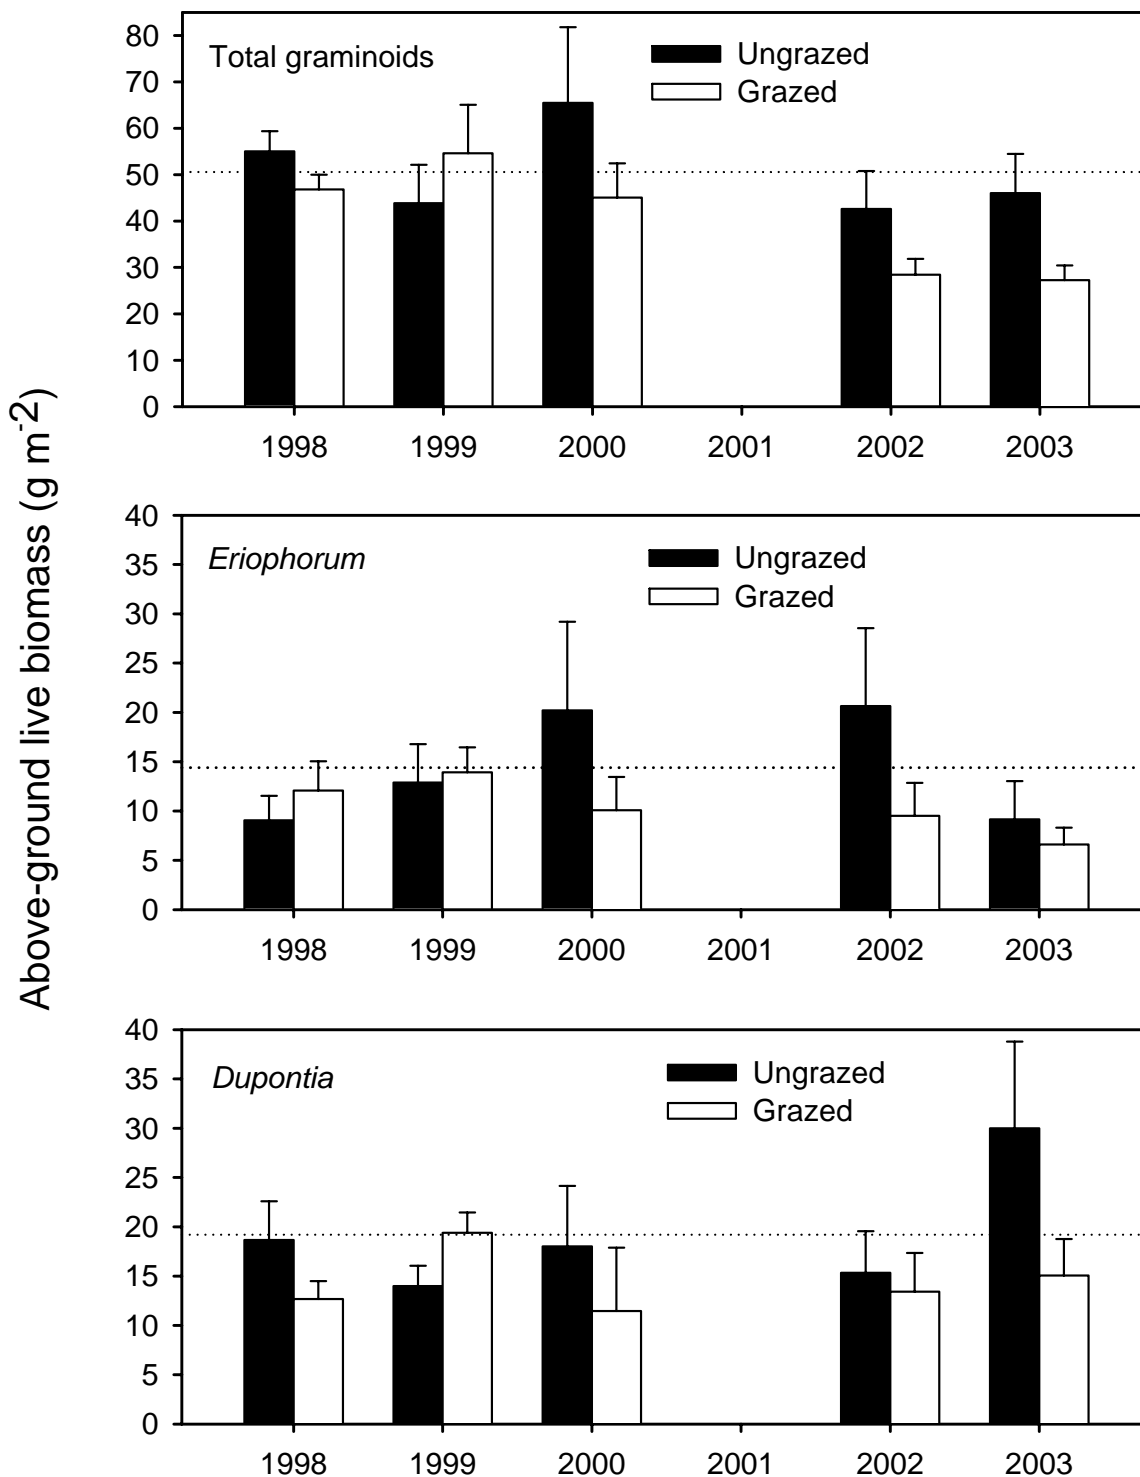 Above-ground live biomass (g m-2)
Total graminoids
Ungrazed
Grazed
80
70
60
50
40
30
20
10
0
1998 1999 2000 2001 2002 2003
Eriophorum
Ungrazed
Grazed
40
35
30
25
20
15
10
5
0
1998 1999 2000 2001 2002 2003
Dupontia
Ungrazed
Grazed
40
35
30
25
20
15
10
5
0
1998 1999 2000 2001 2002 2003